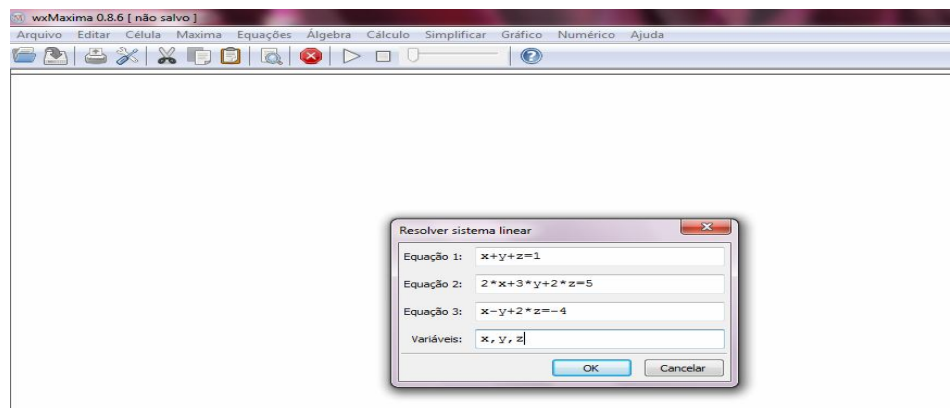 wxMaxima 0.8.6 [ não salvo ]
Arquivo Editar Célula Maxima Equações Álgebra Cálculo Simplificar Gráfico Numérico Ajuda
Resolver sistema linear
Equação 1: x+y+z=1
Equação 2: 2*x+3*y+2*z=5
Equação 3: x-y+2*z=-4
Variáveis: x,y,z
OK Cancelar